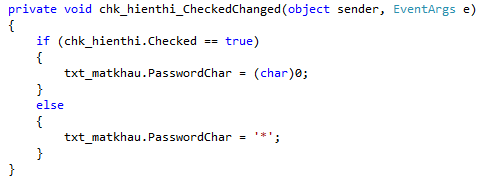 private void chk_hienthi_CheckedChanged(object sender, EventArgs e)
{
    if (chk_hienthi.Checked == true)
    {
        txt_matkhau.PasswordChar = (char)0;
    }
    else
    {
        txt_matkhau.PasswordChar = '*';
    }
}